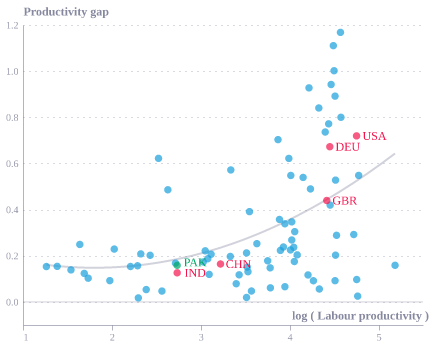 Productivity gap
1.2
1.0
USA
0.8
DEU
0.6
0.4
GBR
0.2
PAK
CHN
IND
0.0
log ( Labour productivity )
1
2
3
4
5